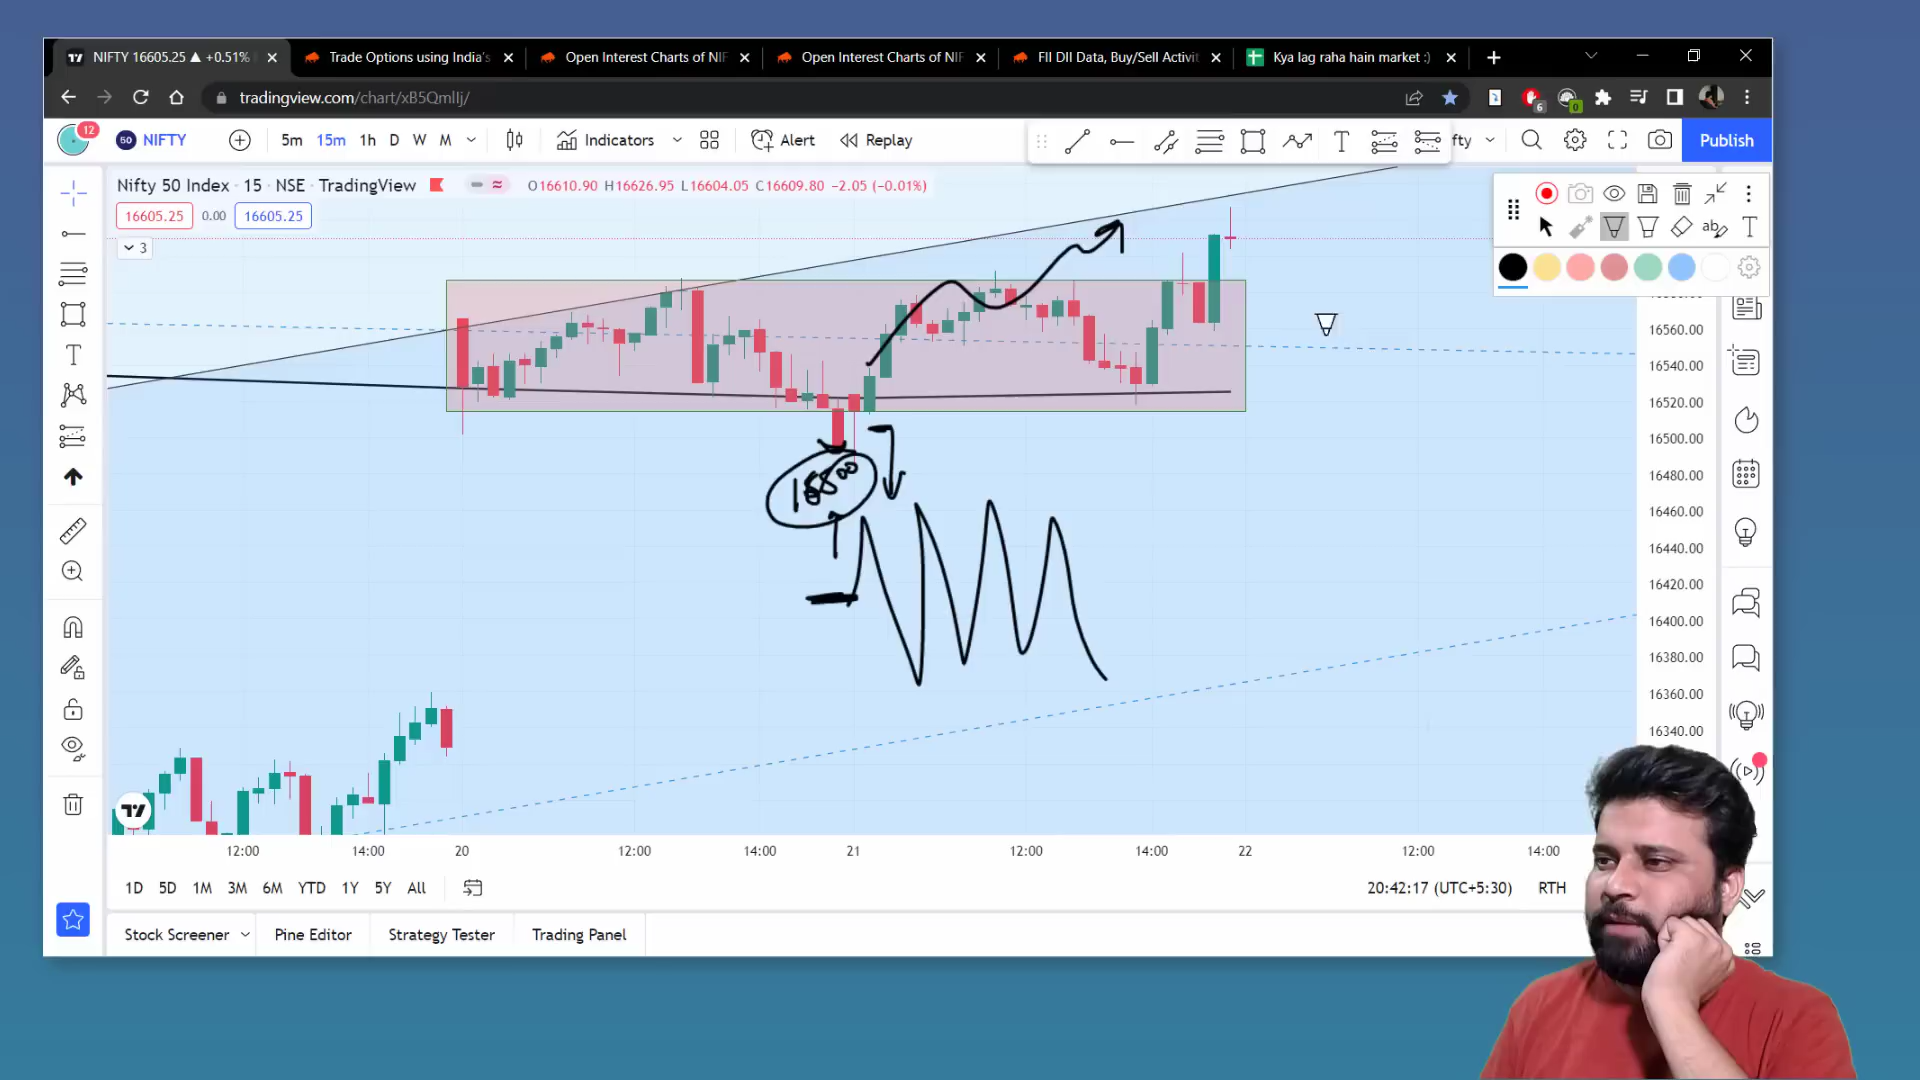 NIFTY 16605.25 ▲ +0.51%
Trade Options using India's
Open Interest Charts of NIF
Open Interest Charts of NIF
FII DII Data, Buy/Sell Activit
Kya lag raha hain market :)
tradingview.com/chart/xB5QmIIj/
6
0
12
50 NIFTY
5m 15m 1h D W M
Indicators
Alert
Replay
T
fty
Publish
Nifty 50 Index · 15 · NSE · TradingView
O16610.90 H16626.95 L16604.05 C16609.80 −2.05 (−0.01%)
16605.25 0.00 16605.25
3
16560.00
16540.00
16520.00
16500.00
16480.00
16460.00
16440.00
16420.00
16400.00
16380.00
16360.00
16340.00
12:00 14:00 20 12:00 14:00 21 12:00 14:00 22 12:00 14:00
1D 5D 1M 3M 6M YTD 1Y 5Y All
20:42:17 (UTC+5:30) RTH
Stock Screener Pine Editor Strategy Tester Trading Panel